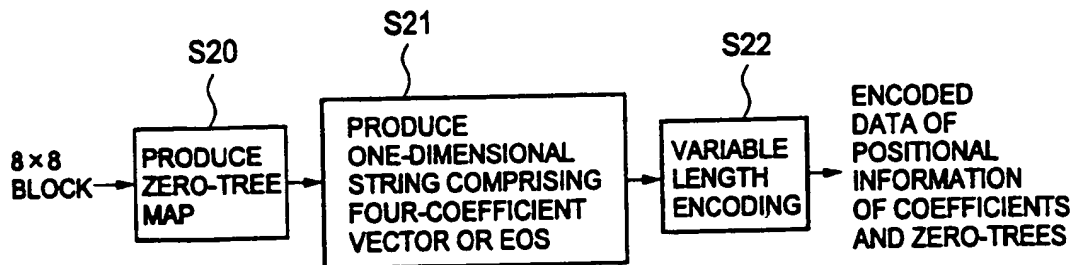 S20
S21
S22
8×8
BLOCK
PRODUCE
ZERO-TREE
MAP
PRODUCE
ONE-DIMENSIONAL
STRING COMPRISING
FOUR-COEFFICIENT
VECTOR OR EOS
VARIABLE
LENGTH
ENCODING
ENCODED
DATA OF
POSITIONAL
INFORMATION
OF COEFFICIENTS
AND ZERO-TREES